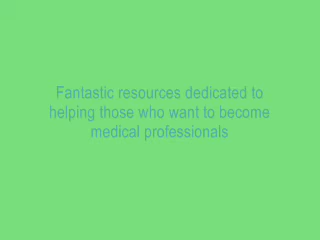 Fantastic resources dedicated to
helping those who want to become
medical professionals